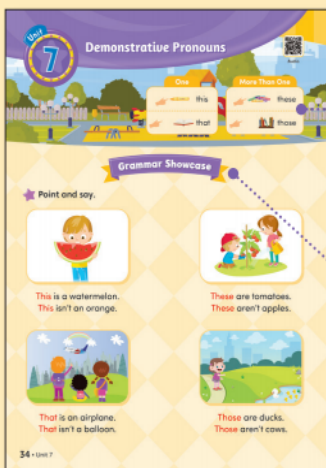 Unit
7
Demonstrative Pronouns
Audio
One
More Than One
this
these
that
those
Grammar Showcase
Point and say.
This is a watermelon.
This isn't an orange.
These are tomatoes.
These aren't apples.
That is an airplane.
That isn't a balloon.
Those are ducks.
Those aren't cows.
34 • Unit 7